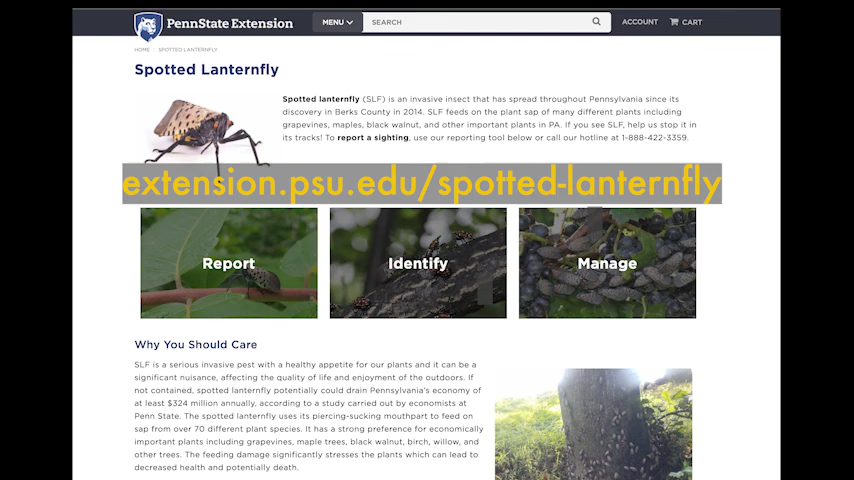 PennState Extension
MENU
SEARCH
ACCOUNT
CART
HOME / SPOTTED LANTERNFLY
Spotted Lanternfly
Spotted lanternfly (SLF) is an invasive insect that has spread throughout Pennsylvania since its
discovery in Berks County in 2014. SLF feeds on the plant sap of many different plants including
grapevines, maples, black walnut, and other important plants in PA. If you see SLF, help us stop it in
its tracks! To report a sighting, use our reporting tool below or call our hotline at 1-888-422-3359.
extension.psu.edu/spotted-lanternfly
Report
Identify
Manage
Why You Should Care
SLF is a serious invasive pest with a healthy appetite for our plants and it can be a
significant nuisance, affecting the quality of life and enjoyment of the outdoors. If
not contained, spotted lanternfly potentially could drain Pennsylvania's economy of
at least $324 million annually, according to a study carried out by economists at
Penn State. The spotted lanternfly uses its piercing-sucking mouthpart to feed on
sap from over 70 different plant species. It has a strong preference for economically
important plants including grapevines, maple trees, black walnut, birch, willow, and
other trees. The feeding damage significantly stresses the plants which can lead to
decreased health and potentially death.